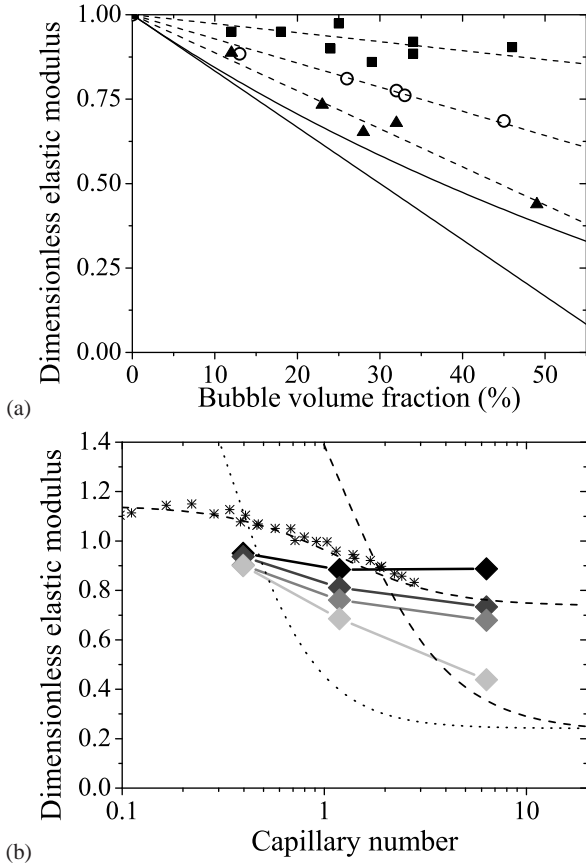 1.00
0.75
0.50
0.25
0.00
Dimensionless elastic modulus
0 10 20 30 40 50
(a)
Bubble volume fraction (%)
1.4
1.2
1.0
0.8
0.6
0.4
0.2
0.0
Dimensionless elastic modulus
0.1 1 10
(b)
Capillary number